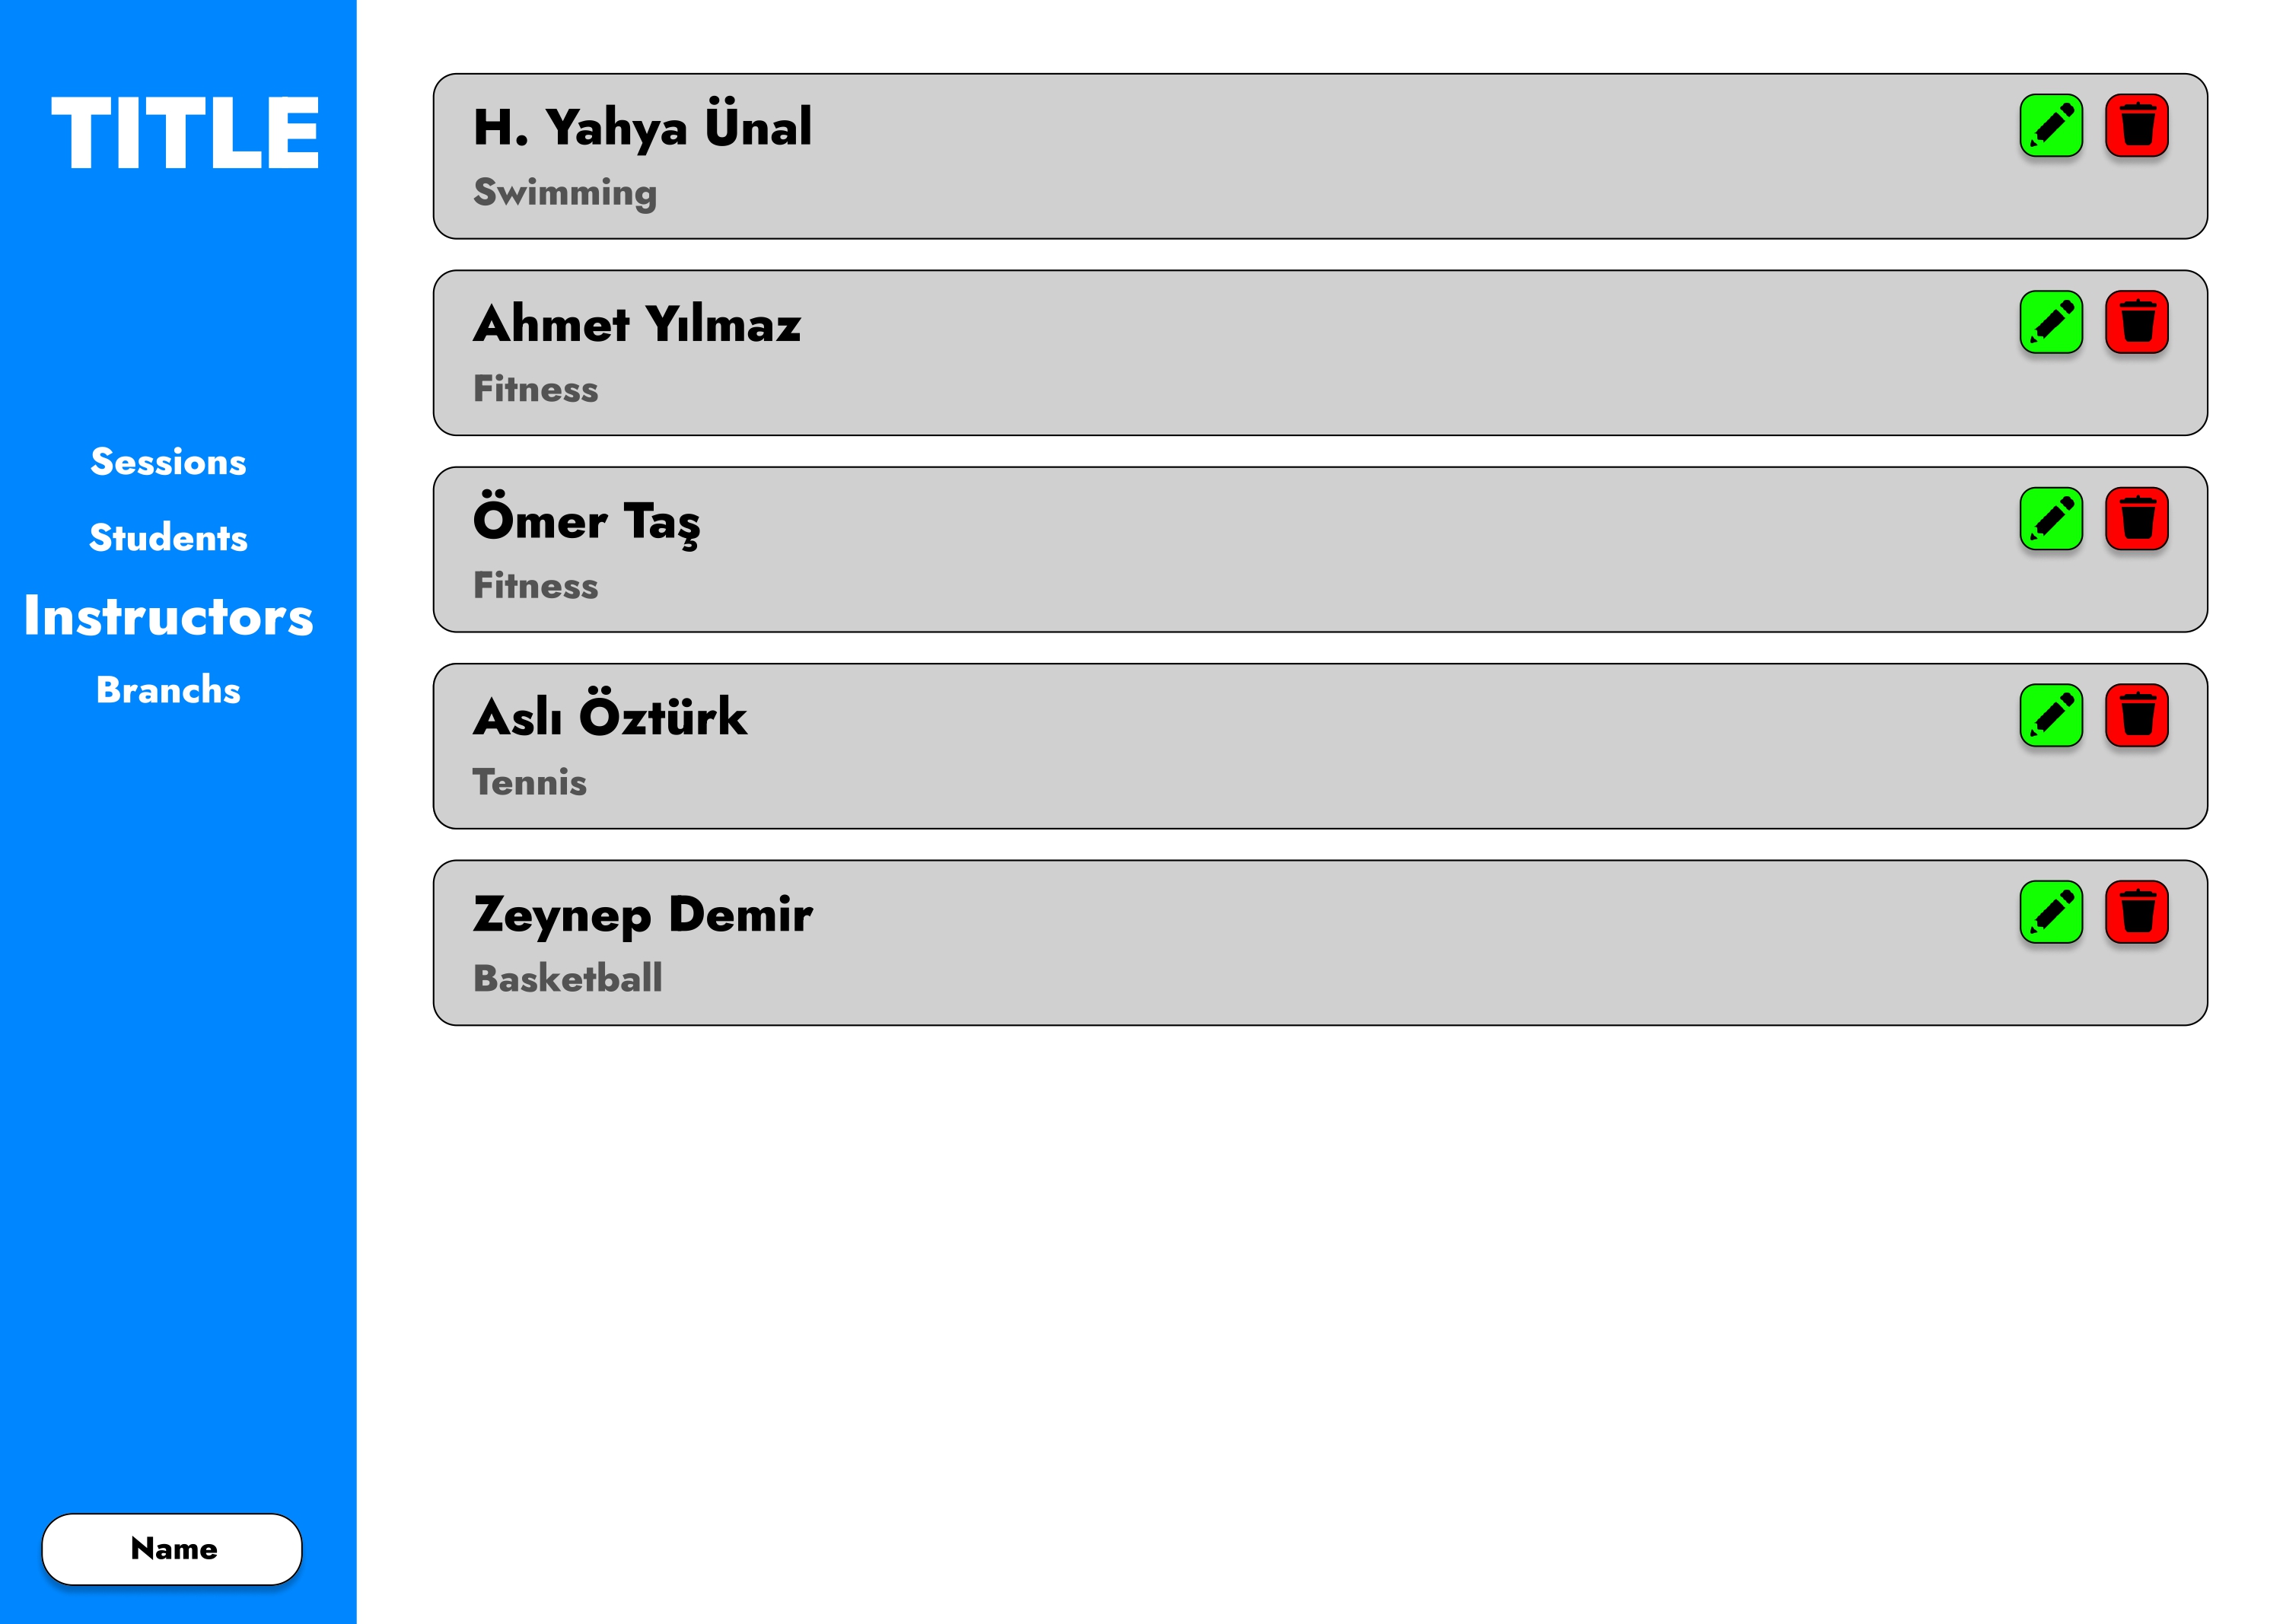 TITLE
Sessions
Students
Instructors
Branchs
Name
H. Yahya Ünal
Swimming
Ahmet Yılmaz
Fitness
Ömer Taş
Fitness
Aslı Öztürk
Tennis
Zeynep Demir
Basketball